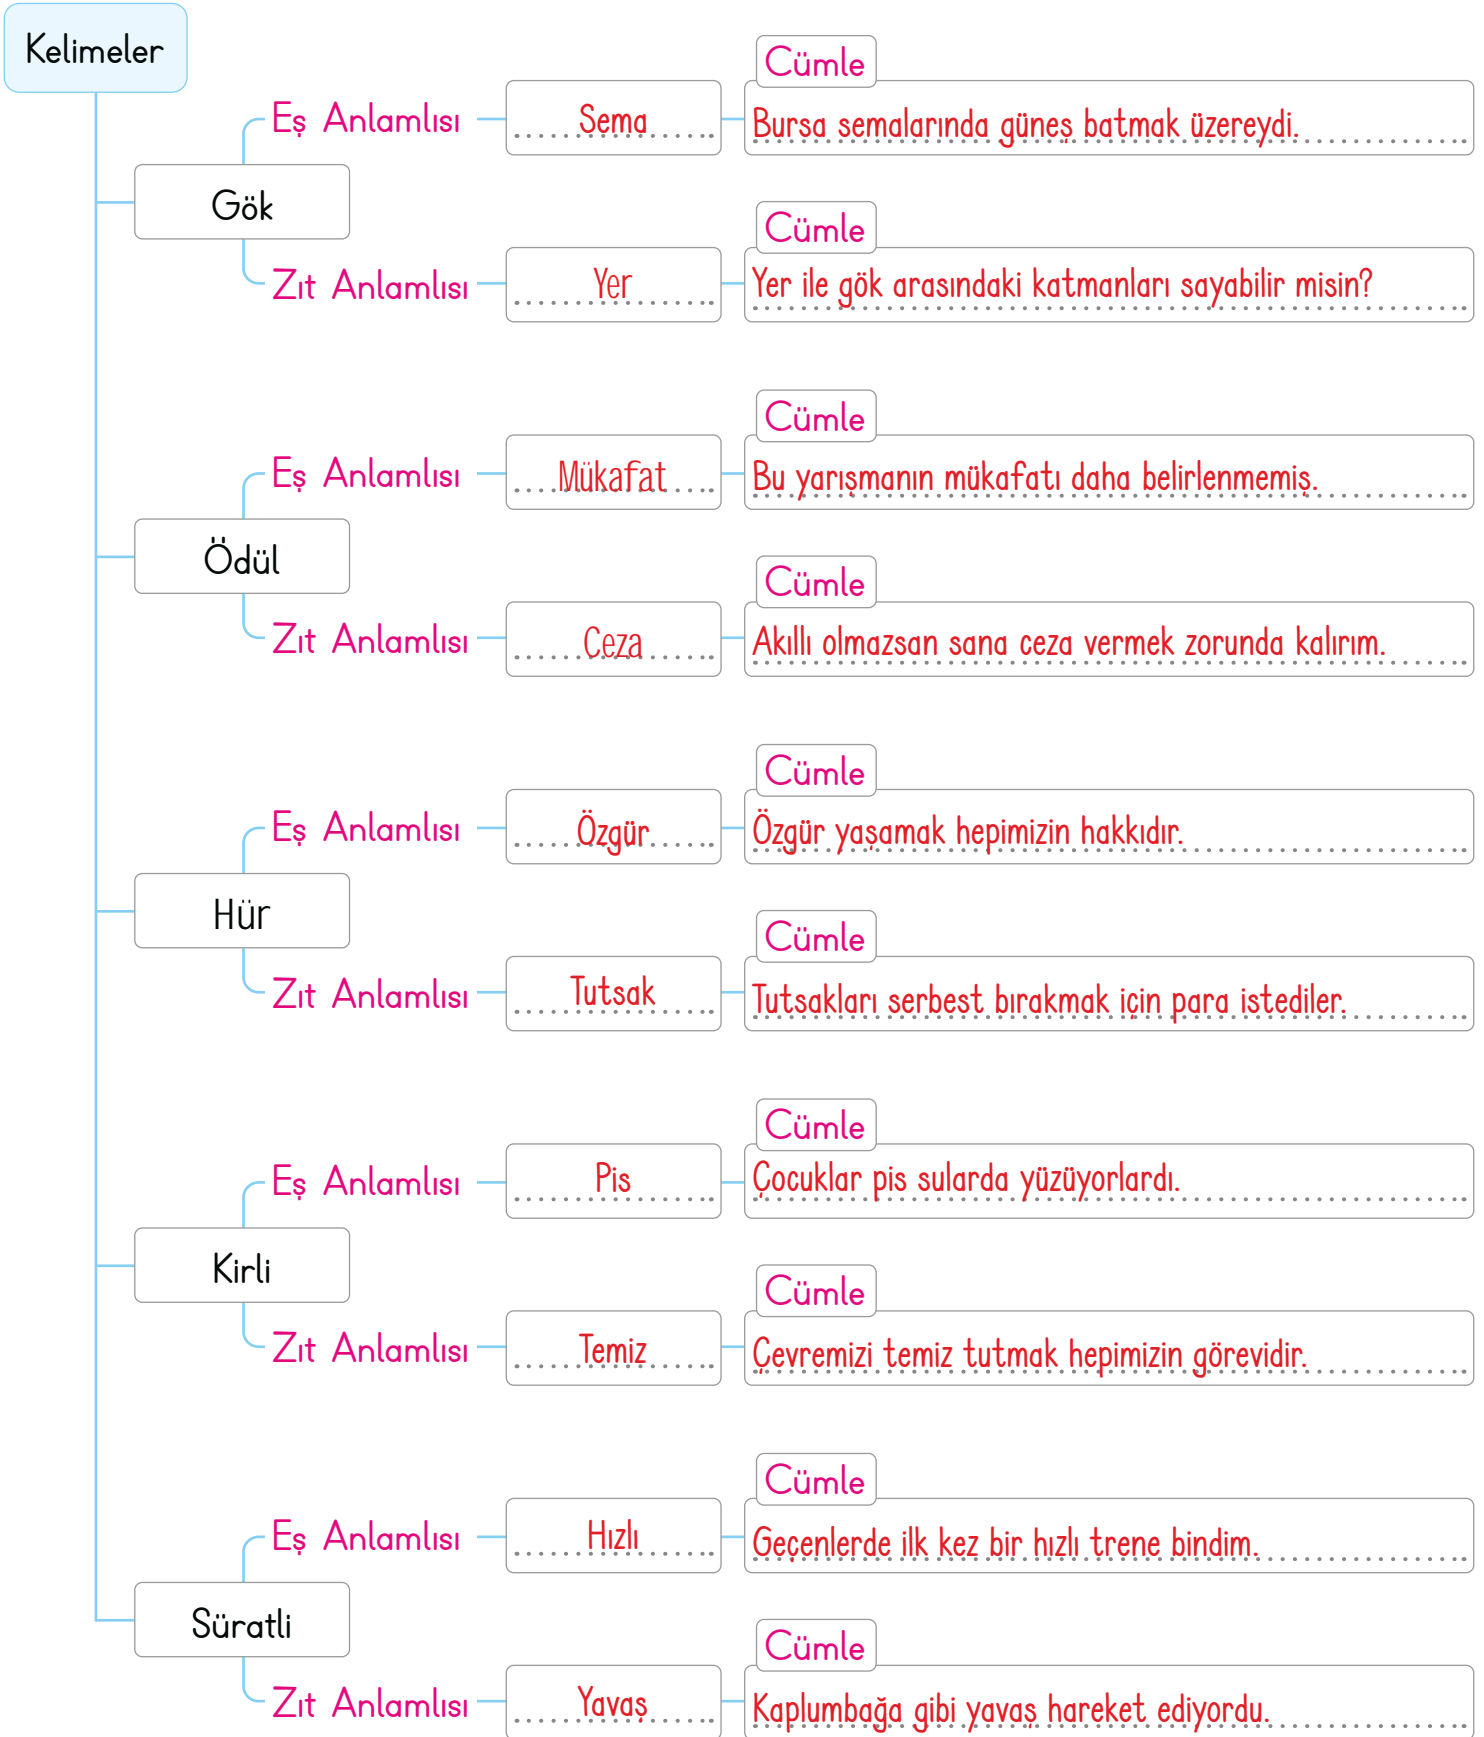 Kelimeler
Cümle
Eş Anlamlısı
Sema
Bursa semalarında güneş batmak üzereydi.
Gök
Cümle
Zıt Anlamlısı
Yer
Yer ile gök arasındaki katmanları sayabilir misin?
Cümle
Eş Anlamlısı
Mükafat
Bu yarışmanın mükafatı daha belirlenmemiş.
Ödül
Cümle
Zıt Anlamlısı
Ceza
Akıllı olmazsan sana ceza vermek zorunda kalırım.
Cümle
Eş Anlamlısı
Özgür
Özgür yaşamak hepimizin hakkıdır.
Hür
Cümle
Zıt Anlamlısı
Tutsak
Tutsakları serbest bırakmak için para istediler.
Cümle
Eş Anlamlısı
Pis
Çocuklar pis sularda yüzüyorlardı.
Kirli
Cümle
Zıt Anlamlısı
Temiz
Çevremizi temiz tutmak hepimizin görevidir.
Cümle
Eş Anlamlısı
Hızlı
Geçenlerde ilk kez bir hızlı trene bindim.
Süratli
Cümle
Zıt Anlamlısı
Yavaş
Kaplumbağa gibi yavaş hareket ediyordu.